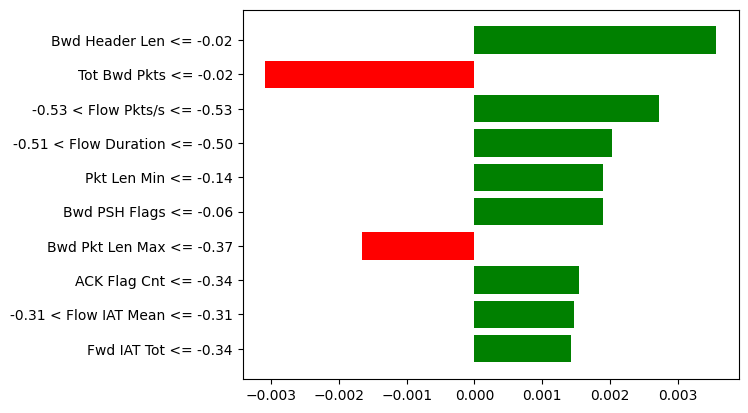 Bwd Header Len <= -0.02
Tot Bwd Pkts <= -0.02
-0.53 < Flow Pkts/s <= -0.53
-0.51 < Flow Duration <= -0.50
Pkt Len Min <= -0.14
Bwd PSH Flags <= -0.06
Bwd Pkt Len Max <= -0.37
ACK Flag Cnt <= -0.34
-0.31 < Flow IAT Mean <= -0.31
Fwd IAT Tot <= -0.34
−0.003 −0.002 −0.001 0.000 0.001 0.002 0.003